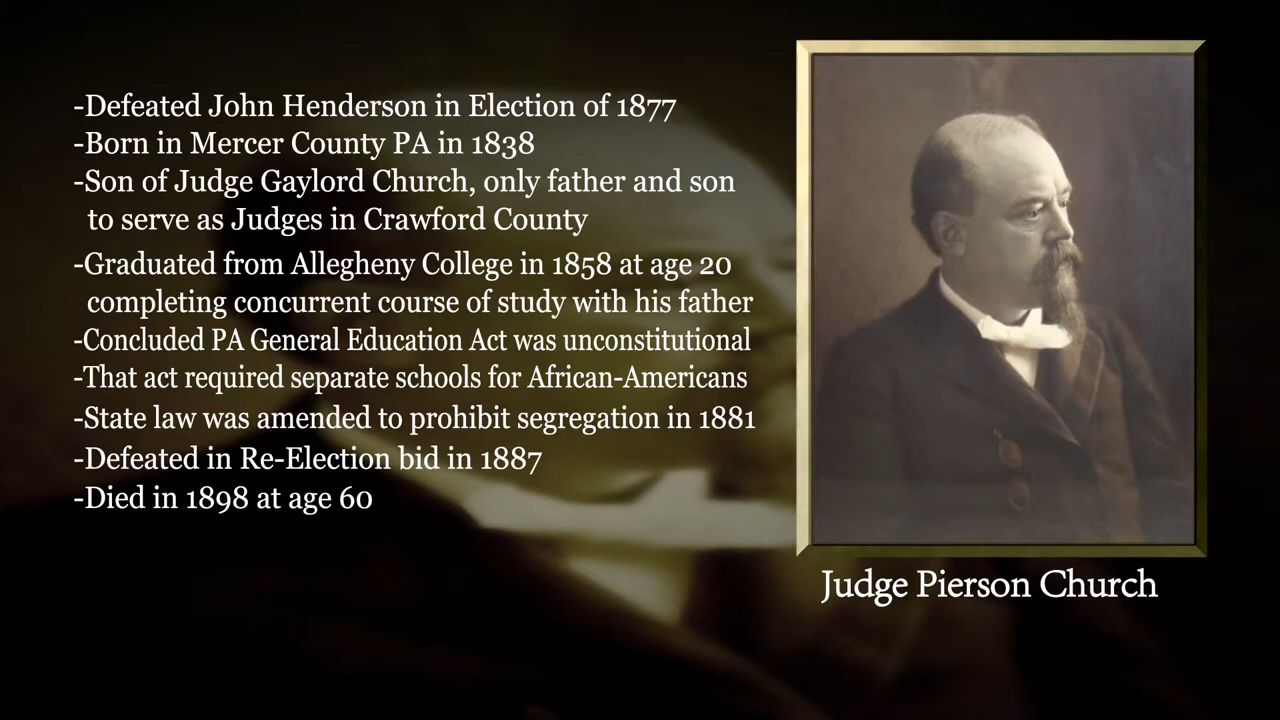 -Defeated John Henderson in Election of 1877
-Born in Mercer County PA in 1838
-Son of Judge Gaylord Church, only father and son
to serve as Judges in Crawford County
-Graduated from Allegheny College in 1858 at age 20
completing concurrent course of study with his father
-Concluded PA General Education Act was unconstitutional
-That act required separate schools for African-Americans
-State law was amended to prohibit segregation in 1881
-Defeated in Re-Election bid in 1887
-Died in 1898 at age 60
Judge Pierson Church